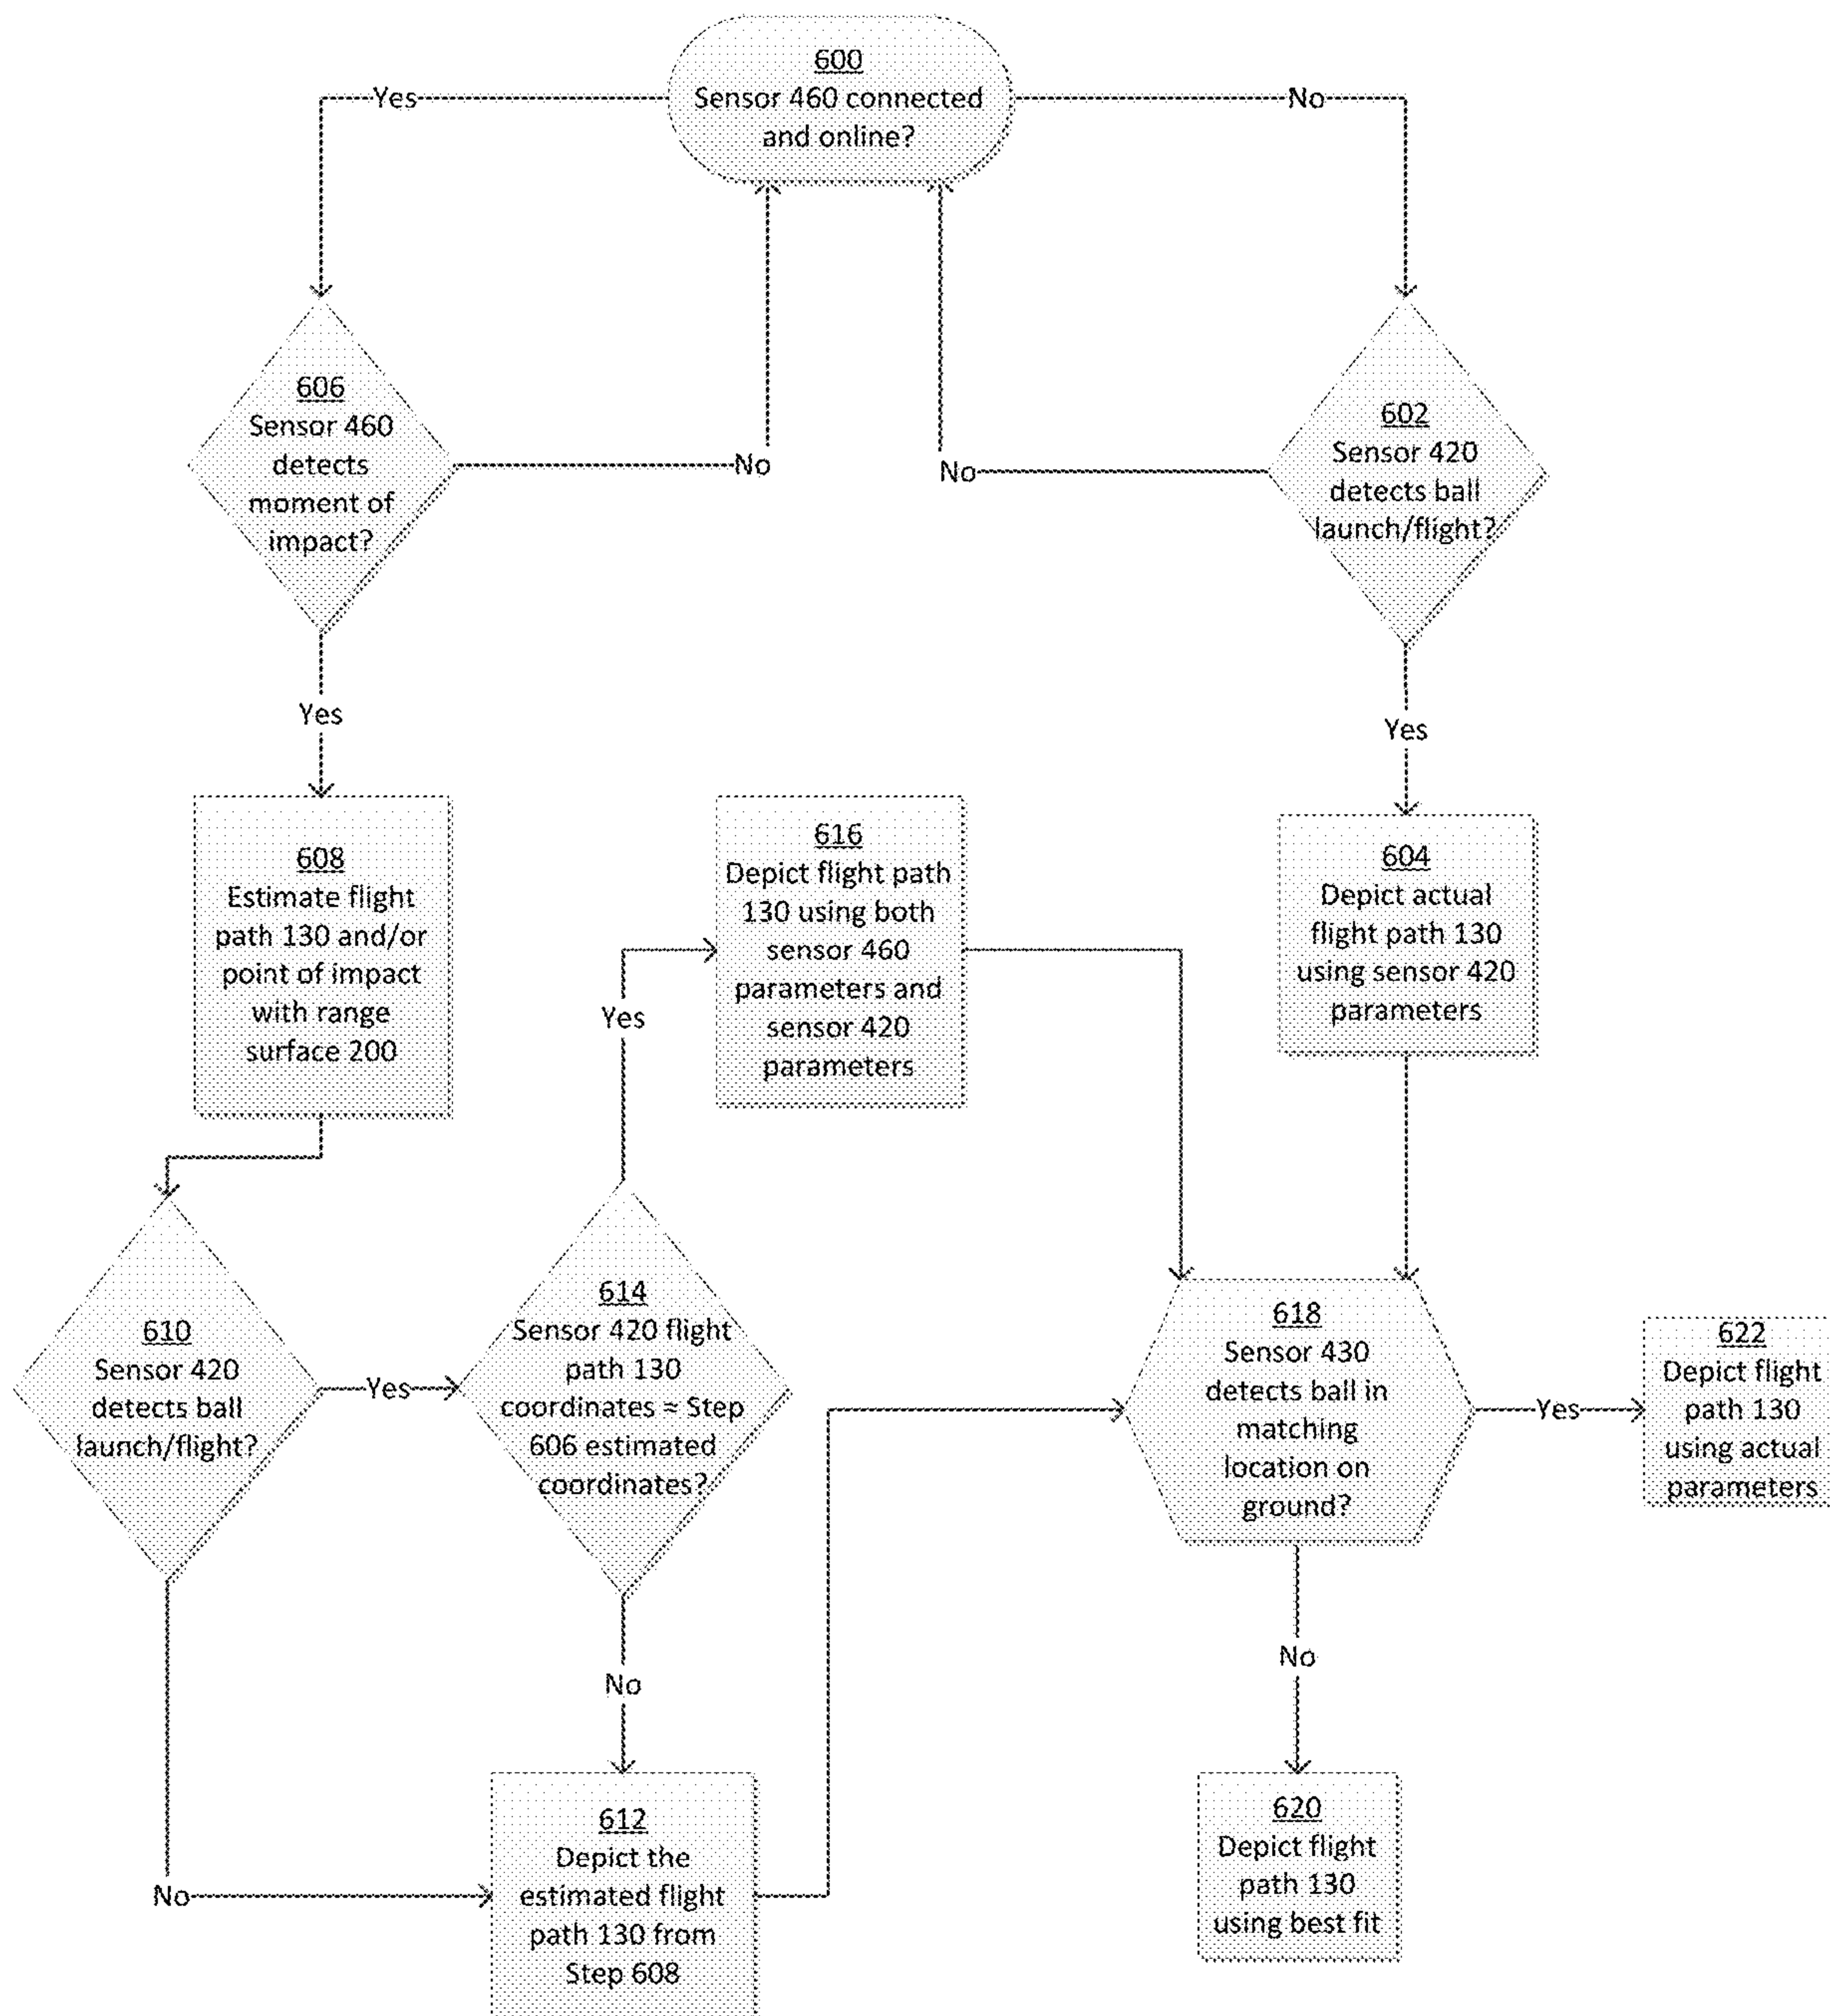 600
Sensor 460 connected
and online?
Yes
No
606
Sensor 460
detects
moment of
impact?
No
602
Sensor 420
detects ball
launch/flight?
No
Yes
Yes
608
Estimate flight
path 130 and/or
point of impact
with range
surface 200
616
Depict flight path
130 using both
sensor 460
parameters and
sensor 420
parameters
604
Depict actual
flight path 130
using sensor 420
parameters
Yes
610
Sensor 420
detects ball
launch/flight?
Yes
614
Sensor 420 flight
path 130
coordinates ≈ Step
606 estimated
coordinates?
618
Sensor 430
detects ball in
matching
location on
ground?
Yes
622
Depict flight
path 130
using actual
parameters
No
No
No
612
Depict the
estimated flight
path 130 from
Step 608
620
Depict flight
path 130
using best fit